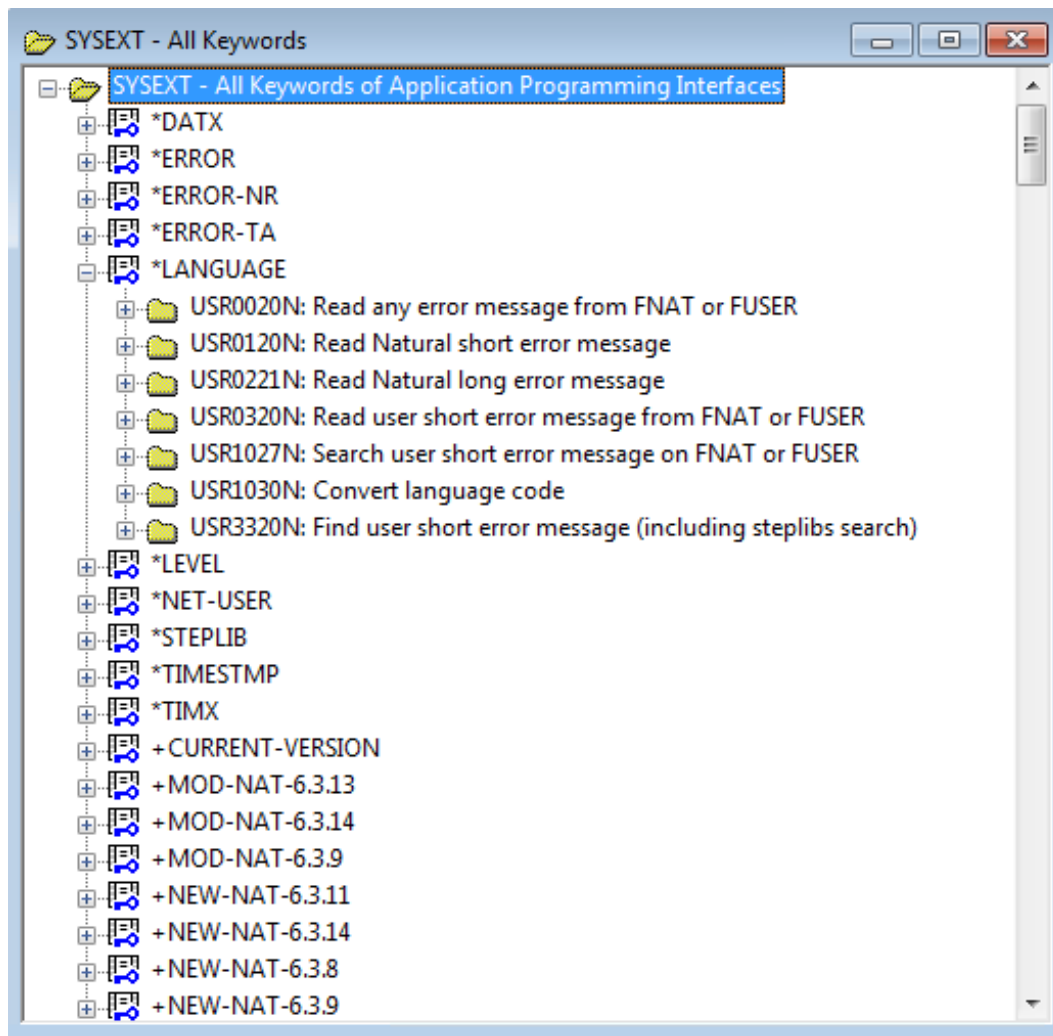 SYSEXT - All Keywords
SYSEXT - All Keywords of Application Programming Interfaces
*DATX
*ERROR
*ERROR-NR
*ERROR-TA
*LANGUAGE
USR0020N: Read any error message from FNAT or FUSER
USR0120N: Read Natural short error message
USR0221N: Read Natural long error message
USR0320N: Read user short error message from FNAT or FUSER
USR1027N: Search user short error message on FNAT or FUSER
USR1030N: Convert language code
USR3320N: Find user short error message (including steplibs search)
*LEVEL
*NET-USER
*STEPLIB
*TIMESTMP
*TIMX
+CURRENT-VERSION
+MOD-NAT-6.3.13
+MOD-NAT-6.3.14
+MOD-NAT-6.3.9
+NEW-NAT-6.3.11
+NEW-NAT-6.3.14
+NEW-NAT-6.3.8
+NEW-NAT-6.3.9